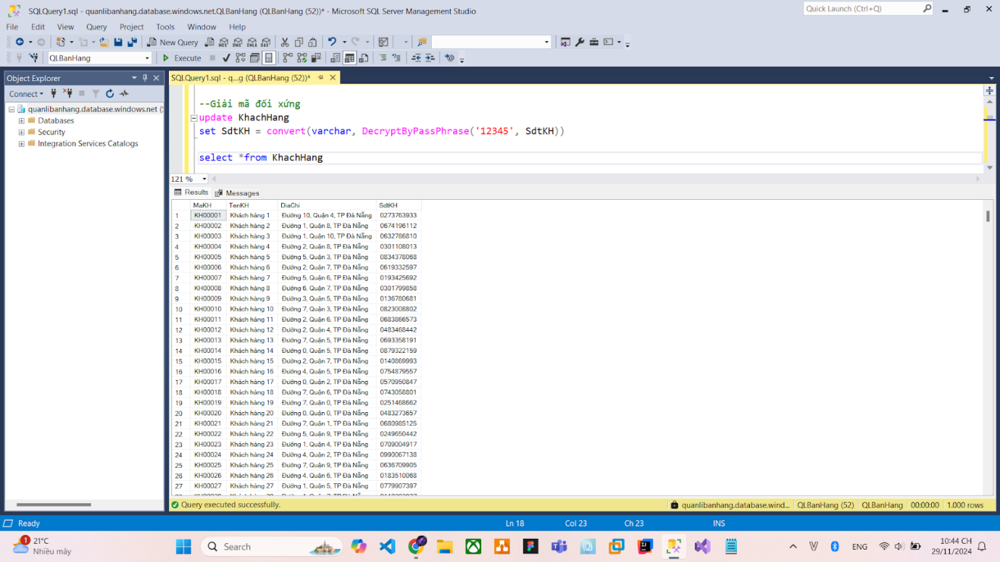 SQLQuery1.sql - quanlibanhang.database.windows.net.QLBanHang (QLBanHang (52))* - Microsoft SQL Server Management Studio
Quick Launch (Ctrl+Q)
File Edit View Query Project Tools Window Help
New Query
QLBanHang
Execute
Object Explorer
Connect
quanlibanhang.database.windows.net (
Databases
Security
Integration Services Catalogs
SQLQuery1.sql - q...g (QLBanHang (52))*
--Giải mã đối xứng
update KhachHang
set SdtKH = convert(varchar, DecryptByPassPhrase('12345', SdtKH))
select *from KhachHang
121 %
Results Messages
MaKH TenKH DiaChi SdtKH
1 KH00001 Khách hàng 1 Đường 10, Quận 4, TP Đà Nẵng 0273763933
2 KH00002 Khách hàng 2 Đường 1, Quận 8, TP Đà Nẵng 0674196112
3 KH00003 Khách hàng 3 Đường 1, Quận 10, TP Đà Nẵng 0632786810
4 KH00004 Khách hàng 4 Đường 2, Quận 8, TP Đà Nẵng 0301108013
5 KH00005 Khách hàng 5 Đường 5, Quận 3, TP Đà Nẵng 0834378068
6 KH00006 Khách hàng 6 Đường 2, Quận 7, TP Đà Nẵng 0619332597
7 KH00007 Khách hàng 7 Đường 5, Quận 6, TP Đà Nẵng 0193425692
8 KH00008 Khách hàng 8 Đường 6, Quận 7, TP Đà Nẵng 0301799858
9 KH00009 Khách hàng 9 Đường 3, Quận 5, TP Đà Nẵng 0136780681
10 KH00010 Khách hàng 10 Đường 7, Quận 3, TP Đà Nẵng 0823008802
11 KH00011 Khách hàng 11 Đường 2, Quận 6, TP Đà Nẵng 0683866573
12 KH00012 Khách hàng 12 Đường 2, Quận 4, TP Đà Nẵng 0483468442
13 KH00013 Khách hàng 13 Đường 7, Quận 5, TP Đà Nẵng 0693358191
14 KH00014 Khách hàng 14 Đường 0, Quận 5, TP Đà Nẵng 0879322159
15 KH00015 Khách hàng 15 Đường 2, Quận 7, TP Đà Nẵng 0140869993
16 KH00016 Khách hàng 16 Đường 4, Quận 5, TP Đà Nẵng 0754879557
17 KH00017 Khách hàng 17 Đường 0, Quận 2, TP Đà Nẵng 0570950847
18 KH00018 Khách hàng 18 Đường 7, Quận 6, TP Đà Nẵng 0743058801
19 KH00019 Khách hàng 19 Đường 7, Quận 0, TP Đà Nẵng 0251468662
20 KH00020 Khách hàng 20 Đường 0, Quận 0, TP Đà Nẵng 0483273657
21 KH00021 Khách hàng 21 Đường 7, Quận 1, TP Đà Nẵng 0680985125
22 KH00022 Khách hàng 22 Đường 5, Quận 9, TP Đà Nẵng 0249650442
23 KH00023 Khách hàng 23 Đường 1, Quận 4, TP Đà Nẵng 0709004917
24 KH00024 Khách hàng 24 Đường 4, Quận 2, TP Đà Nẵng 0990067138
25 KH00025 Khách hàng 25 Đường 7, Quận 9, TP Đà Nẵng 0636709905
26 KH00026 Khách hàng 26 Đường 4, Quận 6, TP Đà Nẵng 0183510068
27 KH00027 Khách hàng 27 Đường 1, Quận 5, TP Đà Nẵng 0779907397
Query executed successfully. quanlibanhang.database.wind... QLBanHang (52) QLBanHang 00:00:00 1.000 rows
Ready Ln 18 Col 23 Ch 23 INS
1 21°C
Nhiều mây
Search
ENG
10:44 CH
29/11/2024